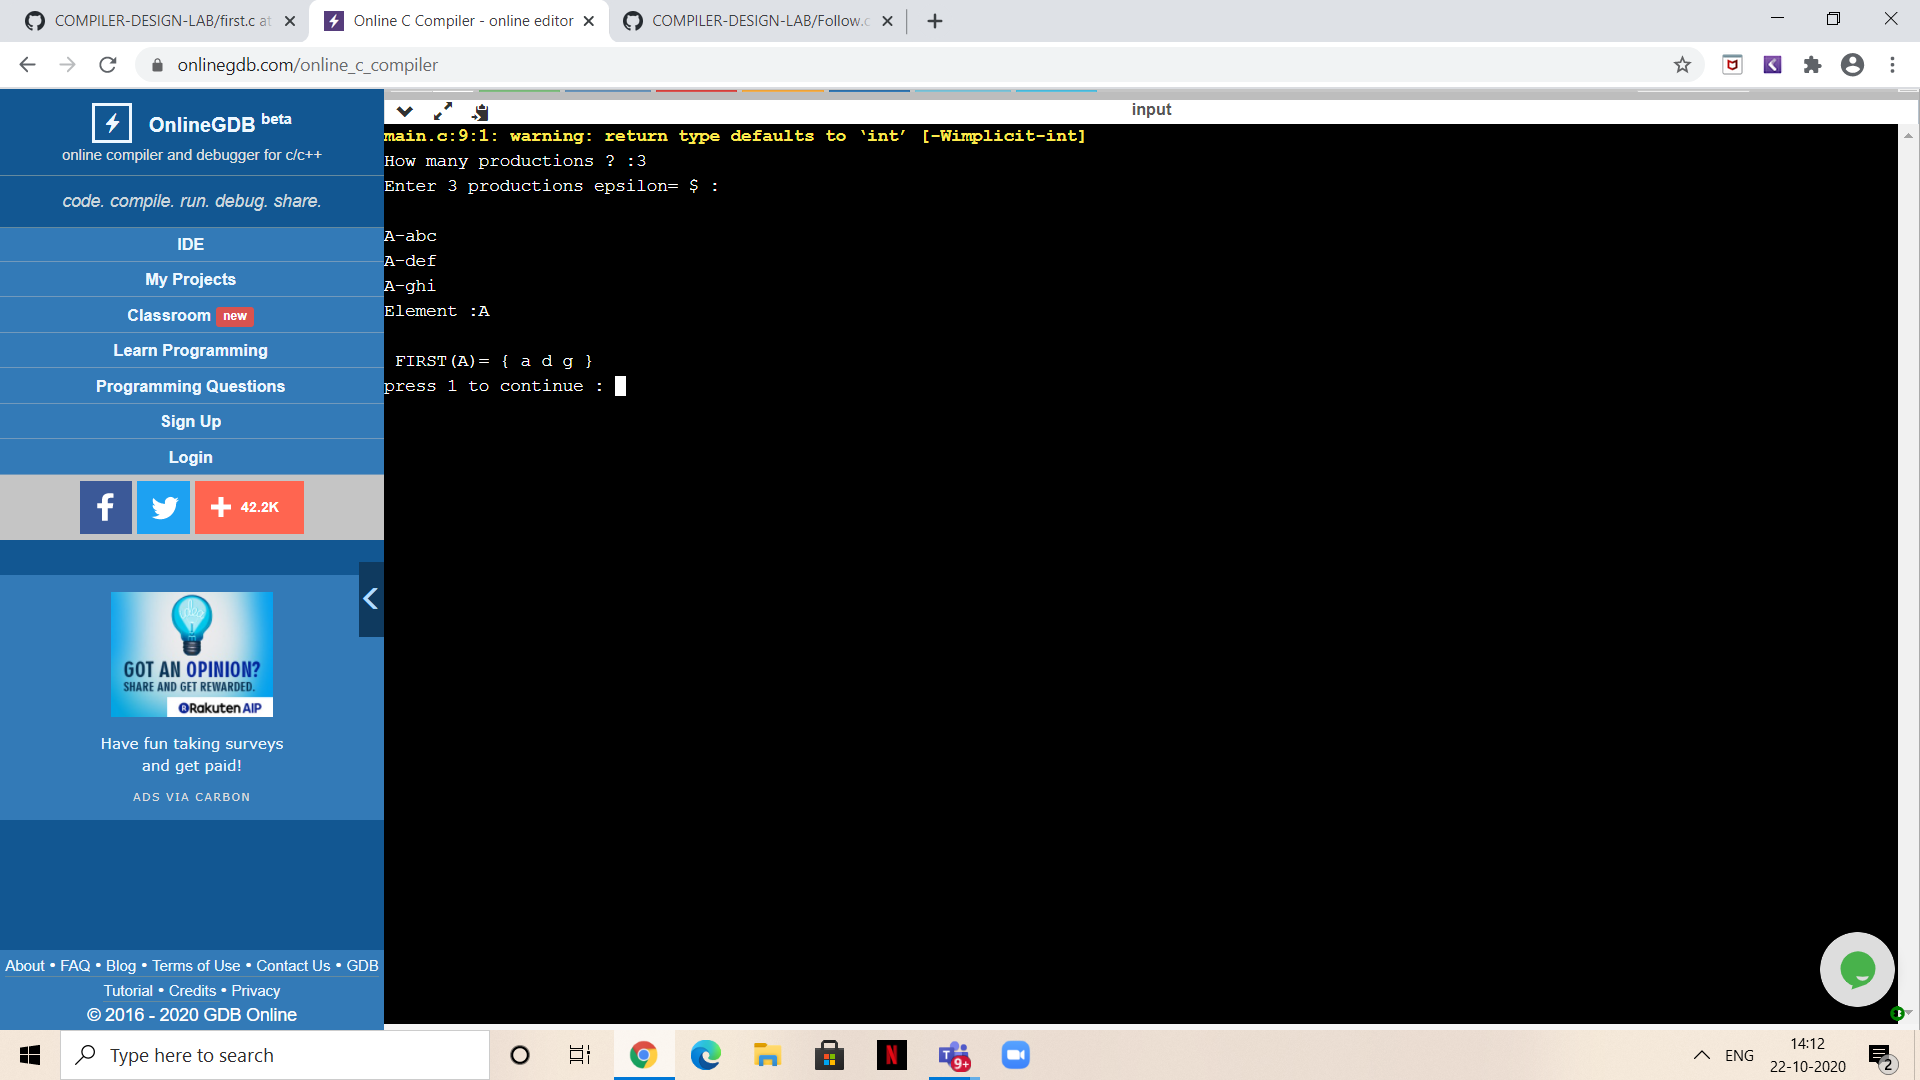 COMPILER-DESIGN-LAB/first.c at
Online C Compiler - online editor
COMPILER-DESIGN-LAB/Follow.c
onlinegdb.com/online_c_compiler
OnlineGDB beta
online compiler and debugger for c/c++
code. compile. run. debug. share.
IDE
My Projects
Classroom new
Learn Programming
Programming Questions
Sign Up
Login
42.2K
GOT AN OPINION?
SHARE AND GET REWARDED.
Rakuten AIP
Have fun taking surveys
and get paid!
ADS VIA CARBON
About • FAQ • Blog • Terms of Use • Contact Us • GDB
Tutorial • Credits • Privacy
© 2016 - 2020 GDB Online
input
main.c:9:1: warning: return type defaults to ‘int’ [-Wimplicit-int]
How many productions ? :3
Enter 3 productions epsilon= $ :
A-abc
A-def
A-ghi
Element :A
FIRST(A)= { a d g }
press 1 to continue :
Type here to search
9+
ENG
14:12
22-10-2020
2